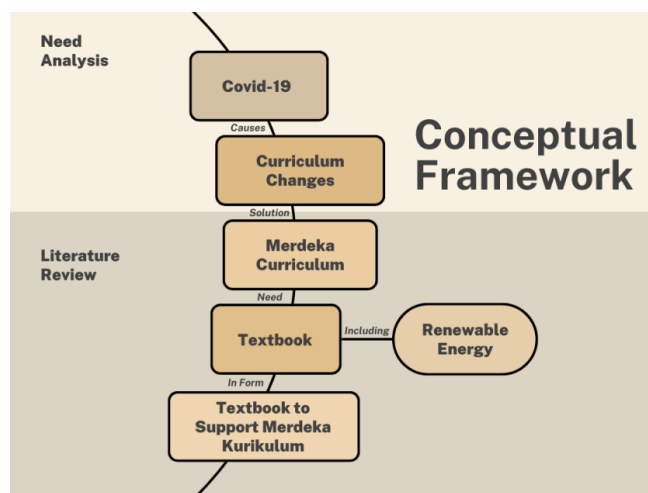 Need
Analysis
Covid-19
Causes
Conceptual
Framework
Curriculum
Changes
Solution
Literature
Review
Merdeka
Curriculum
Need
Textbook
Including
Renewable
Energy
In Form
Textbook to
Support Merdeka
Kurikulum